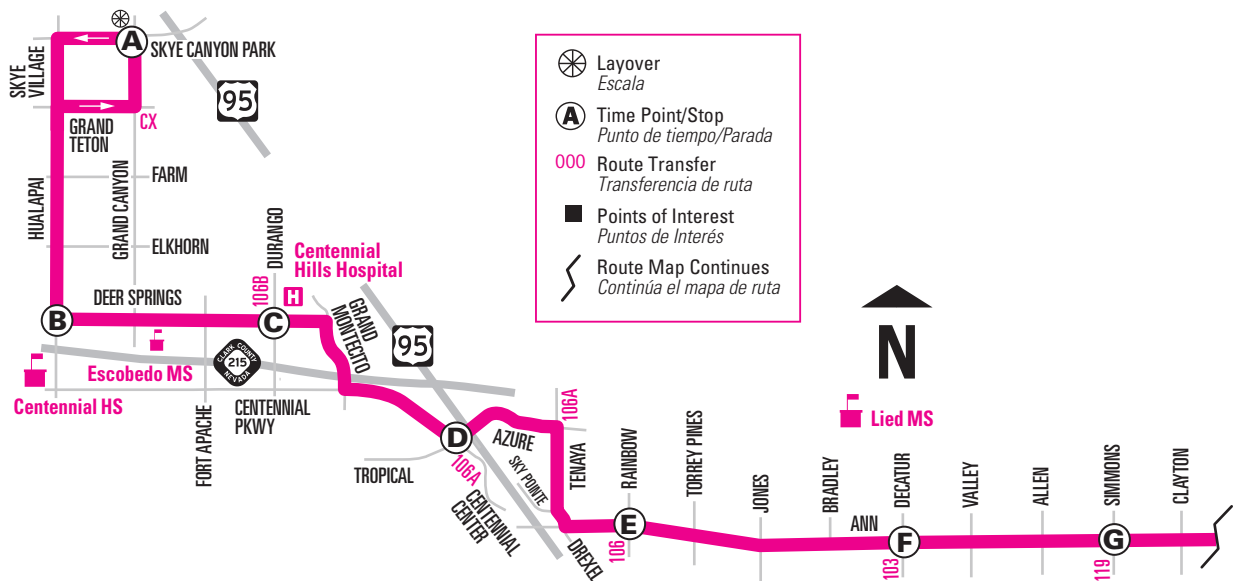 A
SKYE CANYON PARK
SKYE
VILLAGE
95
GRAND
TETON
CX
HUALAPAI
GRAND CANYON
FARM
ELKHORN
DURANGO
106B
Centennial
Hills Hospital
H
DEER SPRINGS
B
C
GRAND
MONTECITO
95
CLARK COUNTY
215
NEVADA
Escobedo MS
Centennial HS
FORT APACHE
CENTENNIAL
PKWY
TROPICAL
D
106A
CENTENNIAL
CENTER
AZURE
SKY POINTE
106A
TENAYA
DREXEL
RAINBOW
E
106
TORREY PINES
JONES
BRADLEY
ANN
DECATUR
F
103
VALLEY
ALLEN
SIMMONS
G
119
CLAYTON
Lied MS
N
Layover
Escala
A
Time Point/Stop
Punto de tiempo/Parada
000
Route Transfer
Transferencia de ruta
Points of Interest
Puntos de Interés
Route Map Continues
Continúa el mapa de ruta